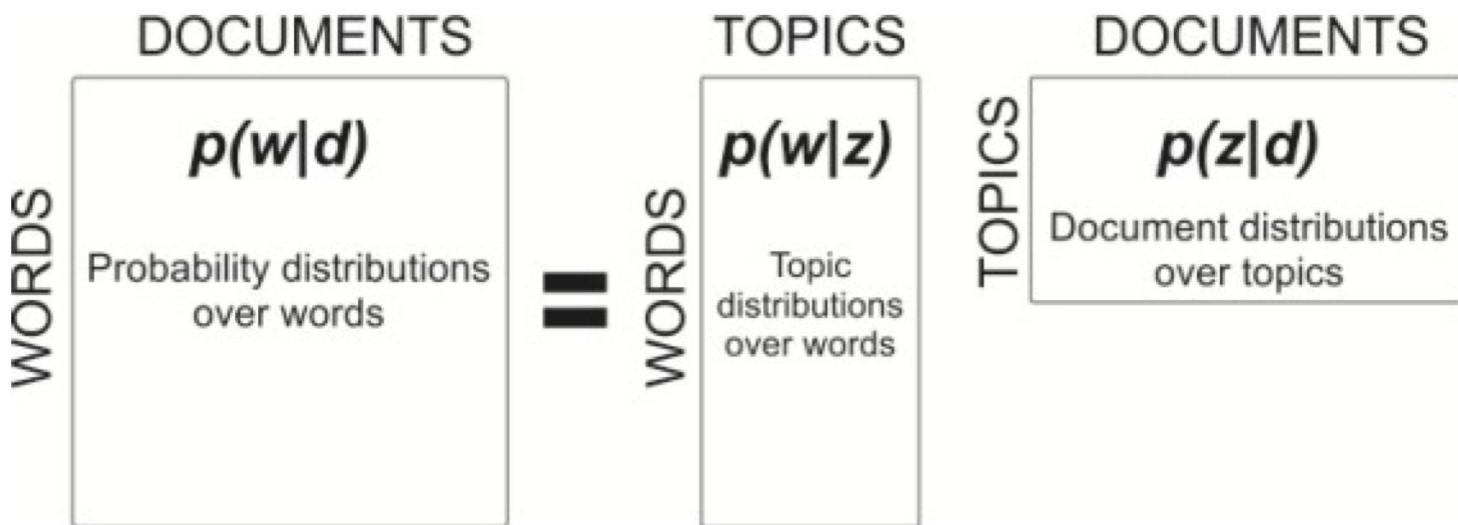 DOCUMENTS
WORDS
p(w|d)
Probability distributions
over words
=
TOPICS
WORDS
p(w|z)
Topic
distributions
over words
DOCUMENTS
TOPICS
p(z|d)
Document distributions
over topics